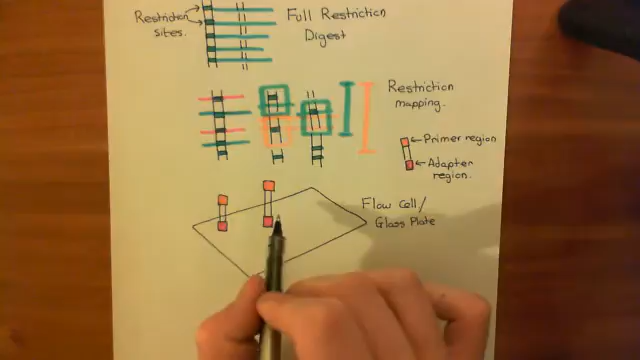 Restriction
sites.
Full Restriction
Digest
Restriction
mapping.
Primer region
Adapter
region.
Flow Cell/
Glass Plate